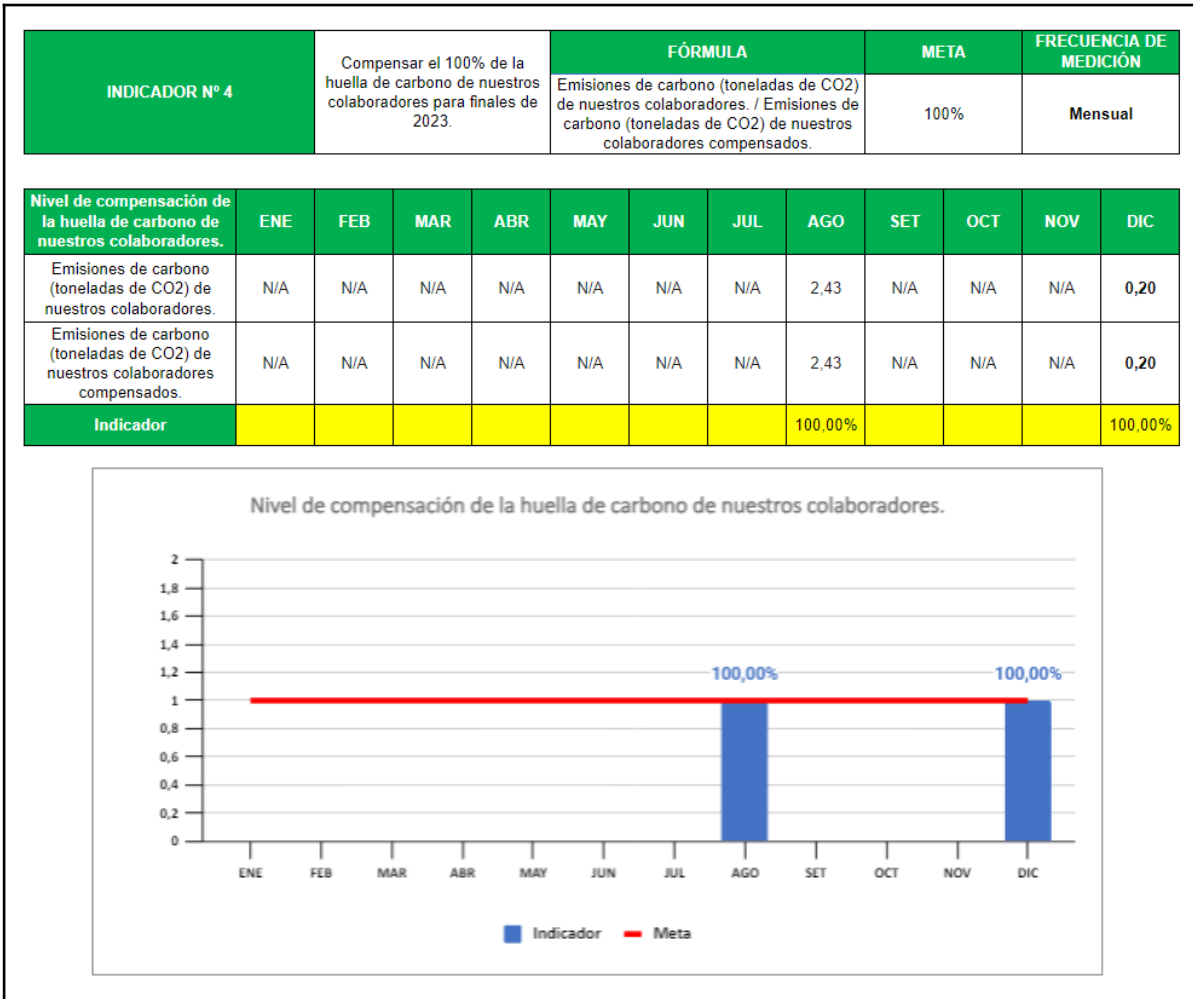 INDICADOR Nº 4
Compensar el 100% de la
huella de carbono de nuestros
colaboradores para finales de
2023.
FÓRMULA
Emisiones de carbono (toneladas de CO2)
de nuestros colaboradores. / Emisiones de
carbono (toneladas de CO2) de nuestros
colaboradores compensados.
META
100%
FRECUENCIA DE
MEDICIÓN
Mensual
Nivel de compensación de
la huella de carbono de
nuestros colaboradores.
ENE FEB MAR ABR MAY JUN JUL AGO SET OCT NOV DIC
Emisiones de carbono
(toneladas de CO2) de
nuestros colaboradores.
N/A N/A N/A N/A N/A N/A N/A 2,43 N/A N/A N/A 0,20
Emisiones de carbono
(toneladas de CO2) de
nuestros colaboradores
compensados.
N/A N/A N/A N/A N/A N/A N/A 2,43 N/A N/A N/A 0,20
Indicador 100,00% 100,00%
Nivel de compensación de la huella de carbono de nuestros colaboradores.
2
1,8
1,6
1,4
1,2
1
0,8
0,6
0,4
0,2
0
100,00% 100,00%
ENE FEB MAR ABR MAY JUN JUL AGO SET OCT NOV DIC
Indicador Meta